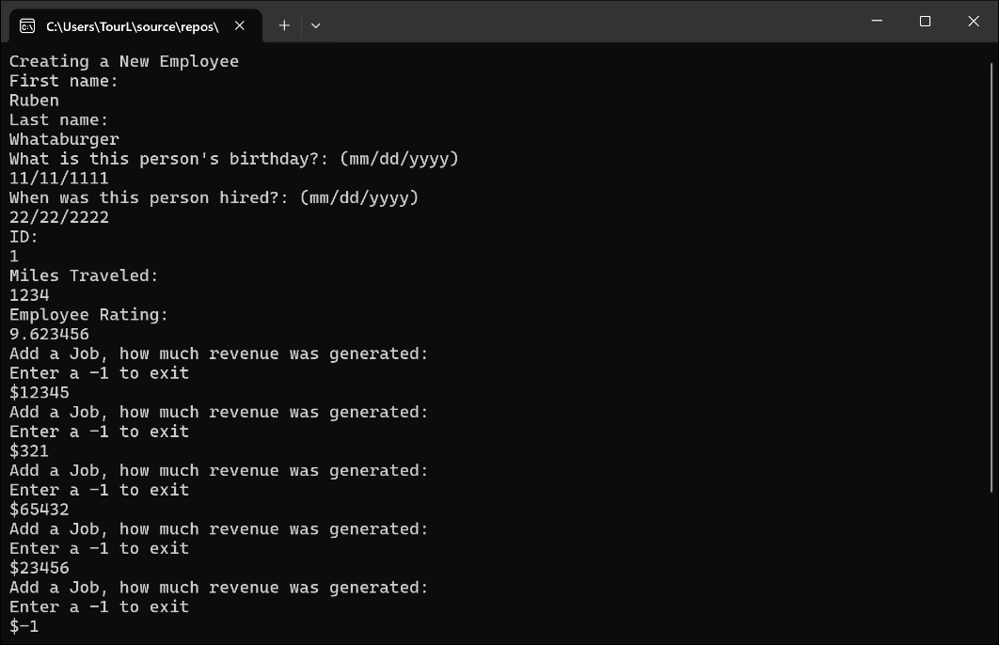 C:\Users\TourL\source\repos\
Creating a New Employee
First name:
Ruben
Last name:
Whataburger
What is this person's birthday?: (mm/dd/yyyy)
11/11/1111
When was this person hired?: (mm/dd/yyyy)
22/22/2222
ID:
1
Miles Traveled:
1234
Employee Rating:
9.623456
Add a Job, how much revenue was generated:
Enter a -1 to exit
$12345
Add a Job, how much revenue was generated:
Enter a -1 to exit
$321
Add a Job, how much revenue was generated:
Enter a -1 to exit
$65432
Add a Job, how much revenue was generated:
Enter a -1 to exit
$23456
Add a Job, how much revenue was generated:
Enter a -1 to exit
$-1